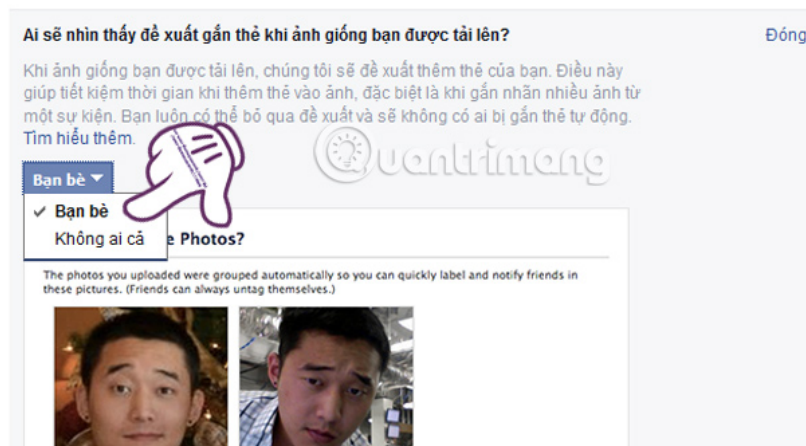 Ai sẽ nhìn thấy đề xuất gắn thẻ khi ảnh giống bạn được tải lên?
Đóng
Khi ảnh giống bạn được tải lên, chúng tôi sẽ đề xuất thêm thẻ của bạn. Điều này
giúp tiết kiệm thời gian khi thêm thẻ vào ảnh, đặc biệt là khi gắn nhãn nhiều ảnh từ
một sự kiện. Bạn luôn có thể bỏ qua đề xuất và sẽ không có ai bị gắn thẻ tự động.
Tìm hiểu thêm.
Quantrimang
Bạn bè
Bạn bè
Không ai cả
e Photos?
The photos you uploaded were grouped automatically so you can quickly label and notify friends in
these pictures. (Friends can always untag themselves.)